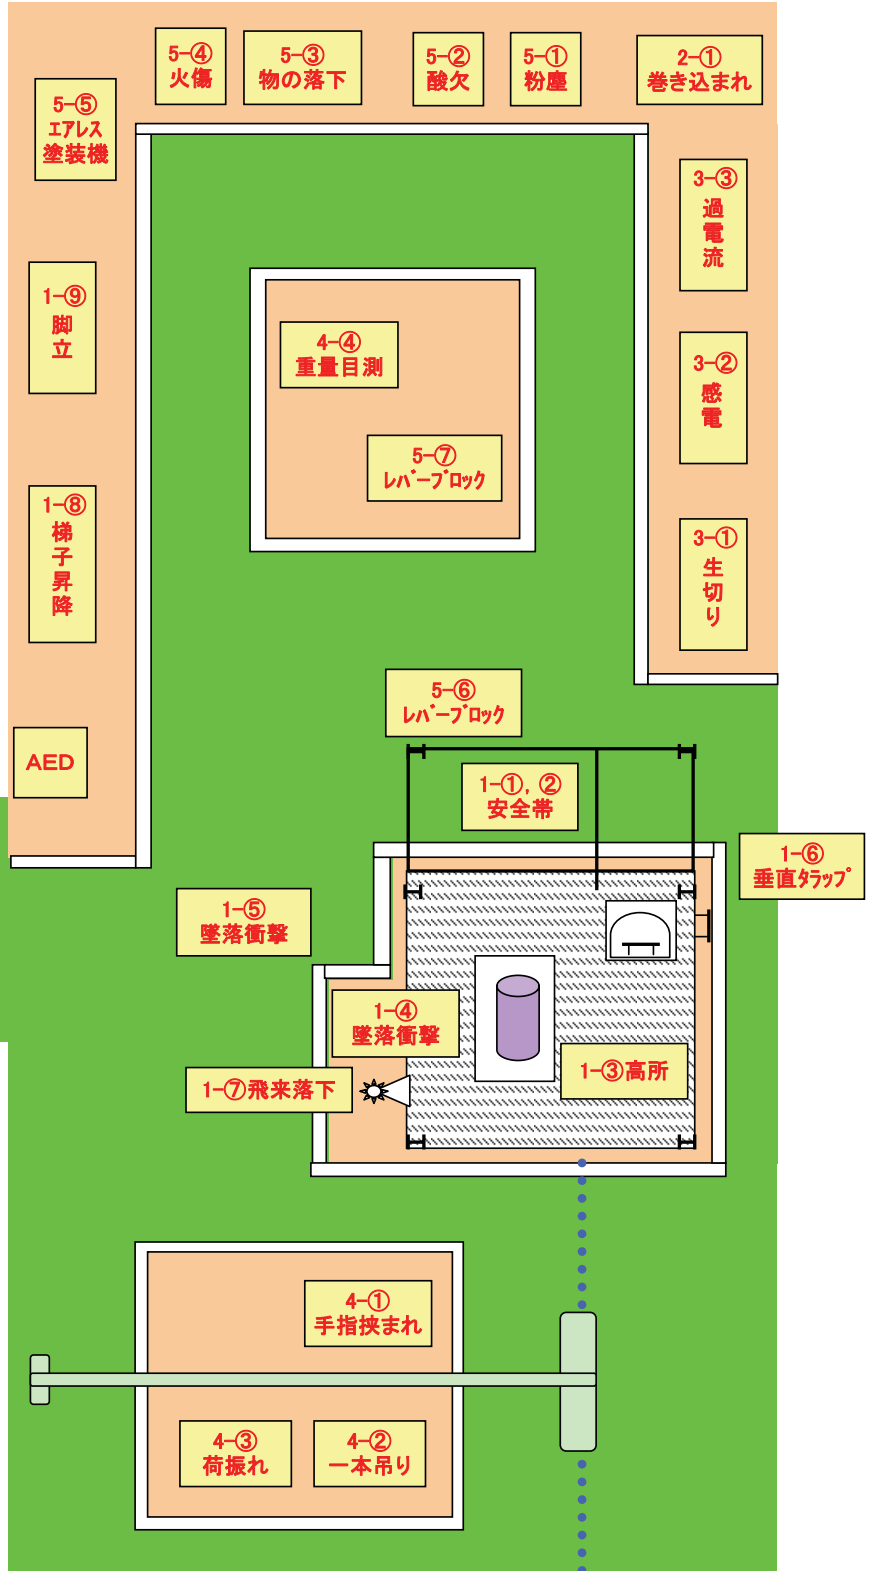 5-④
火傷
5-③
物の落下
5-②
酸欠
5-①
粉塵
2-①
巻き込まれ
5-⑤
エアレス
塗装機
3-③
過電流
1-⑨
脚立
4-④
重量目測
3-②
感電
5-⑦
レバーブロック
1-⑧
梯子昇降
3-①
生切り
5-⑥
レバーブロック
AED
1-①, ②
安全帯
1-⑥
垂直タラップ
1-⑤
墜落衝撃
1-④
墜落衝撃
1-③高所
1-⑦飛来落下
4-①
手指挟まれ
4-③
荷振れ
4-②
一本吊り